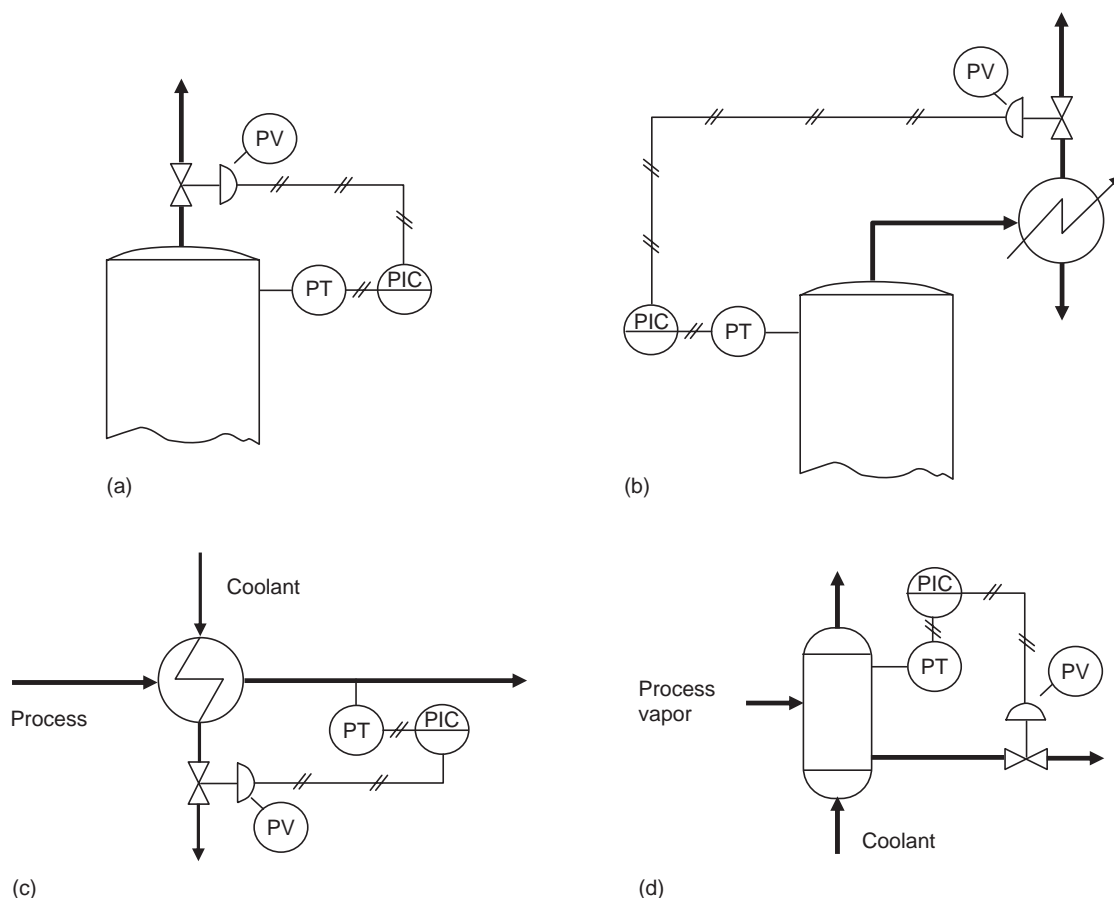 PV
PT
PIC
(a)
PV
PIC
PT
(b)
Coolant
Process
PT
PIC
PV
(c)
PIC
PT
PV
Process
vapor
Coolant
(d)